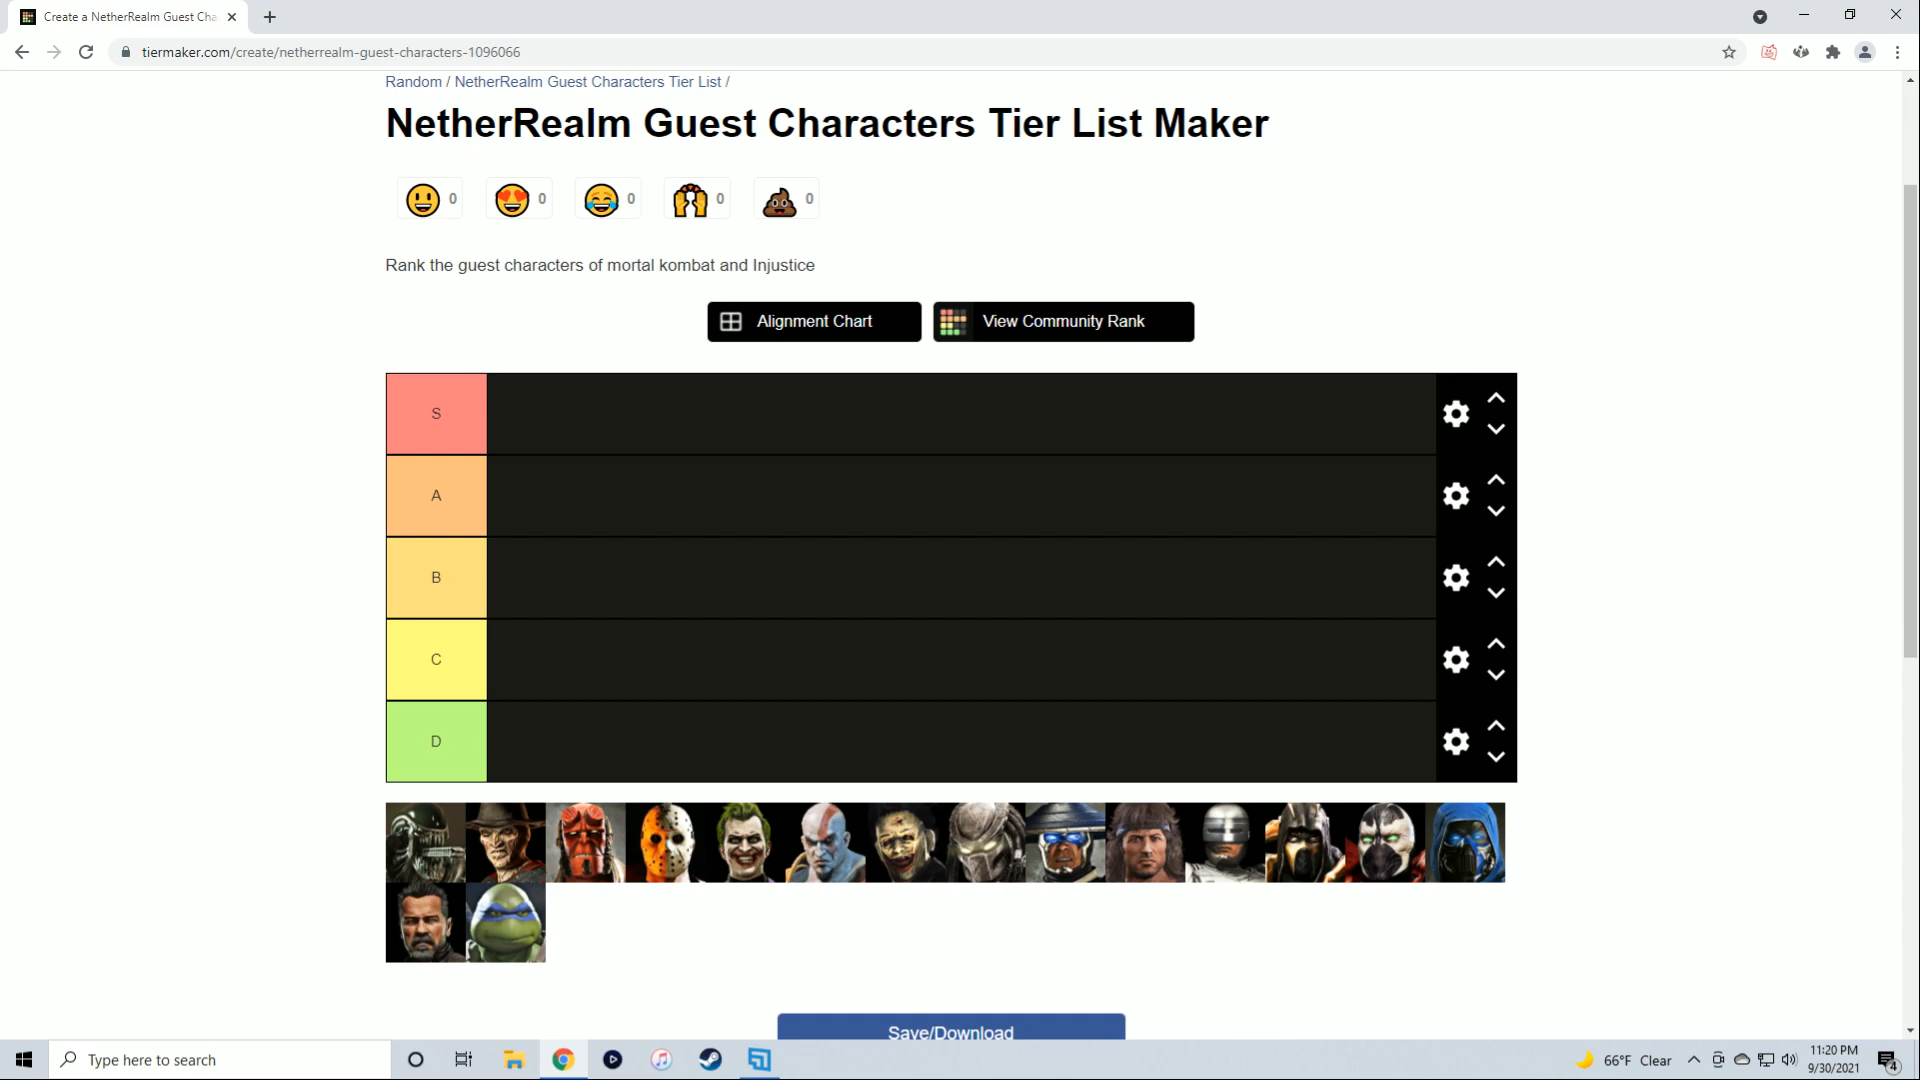 Create a NetherRealm Guest Cha
tiermaker.com/create/netherrealm-guest-characters-1096066
Random / NetherRealm Guest Characters Tier List /
NetherRealm Guest Characters Tier List Maker
0 0 0 0 0
Rank the guest characters of mortal kombat and Injustice
Alignment Chart View Community Rank
S
A
B
C
D
Save/Download
Type here to search
66°F Clear
11:20 PM
9/30/2021
4